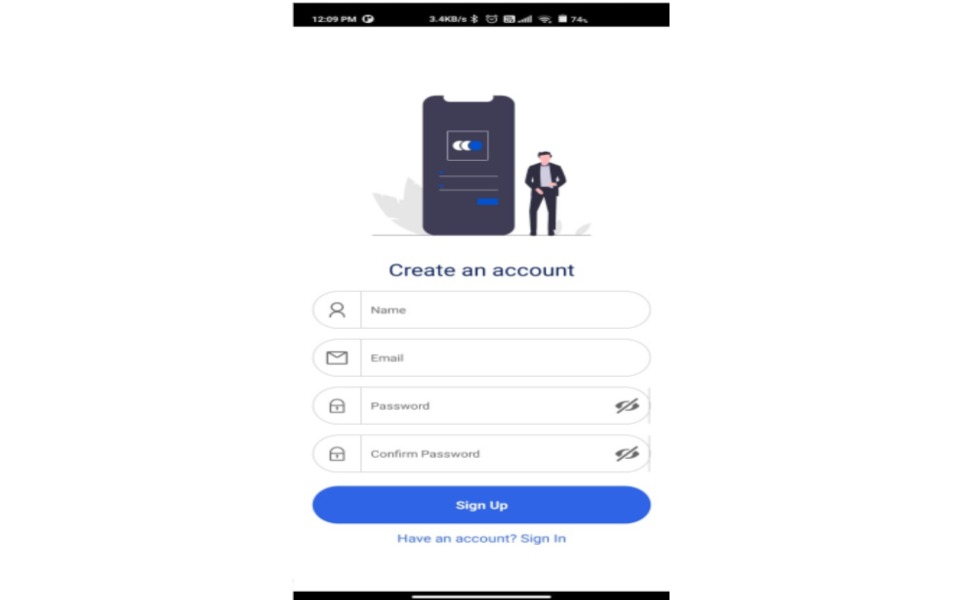 12:09 PM 3.4KB/s 74%
Create an account
Name
Email
Password
Confirm Password
Sign Up
Have an account? Sign In